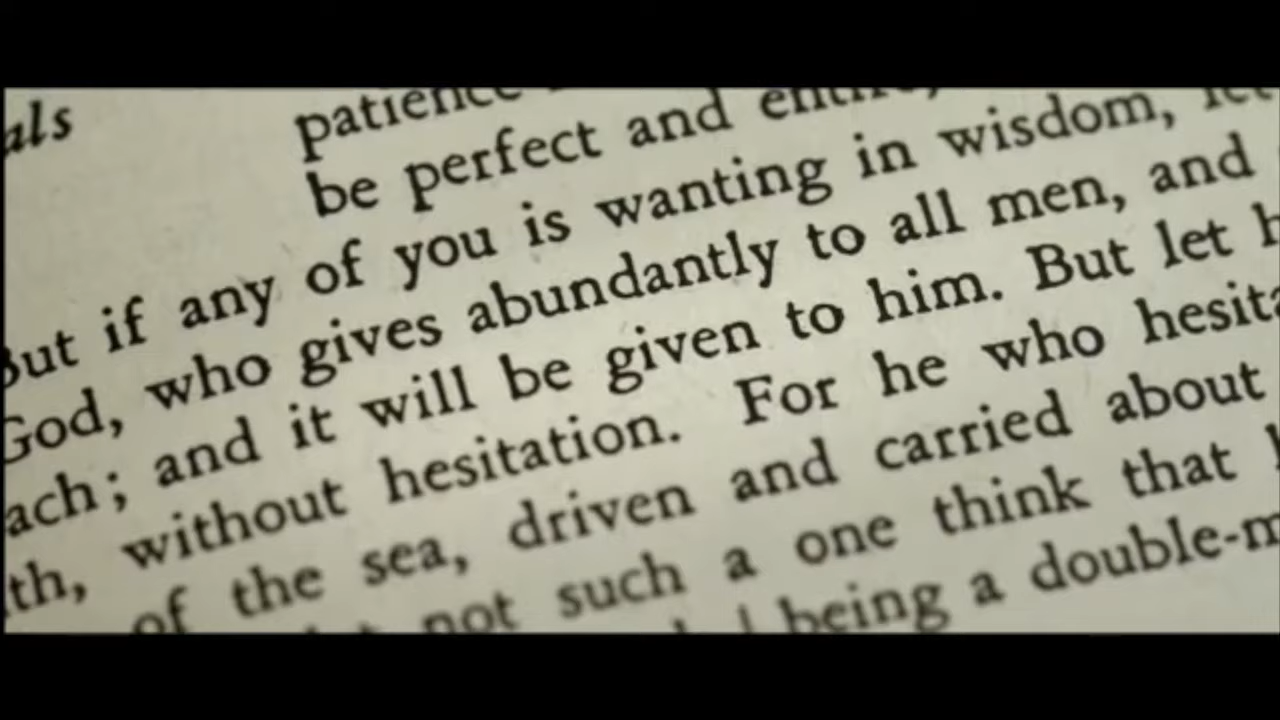 als
patience
be perfect and
But if any of you is wanting in wisdom, let
God, who gives abundantly to all men, and
ach; and it will be given to him. But let h
th, without hesitation. For he who hesita
of the sea, driven and carried about
not such a one think that
being a double-m